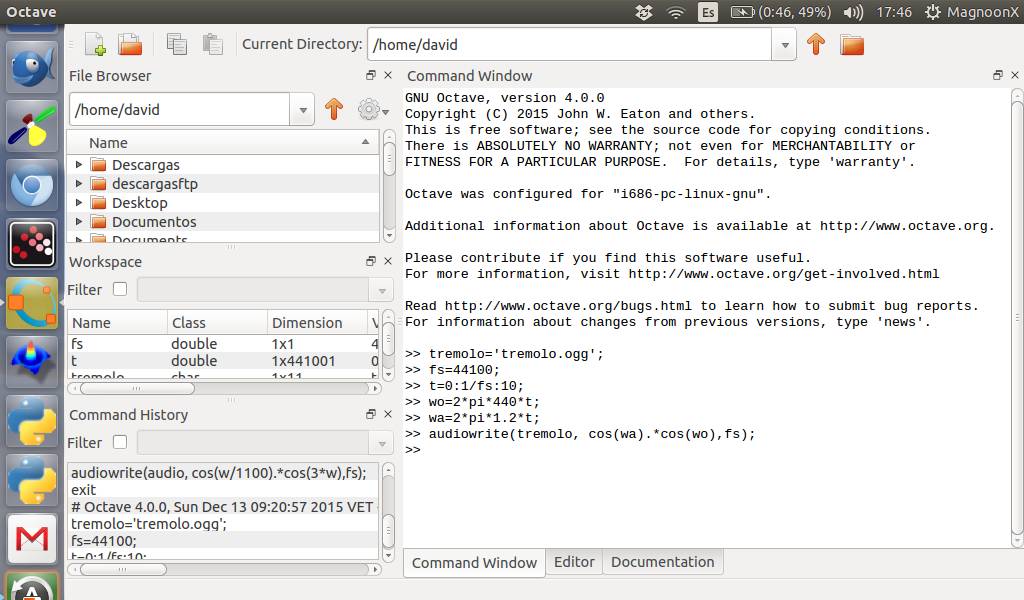 Octave
Es
(0:46, 49%)
17:46
MagnoonX
Current Directory:
/home/david
File Browser
/home/david
Name
Descargas
descargasftp
Desktop
Documentos
Documents
Workspace
Filter
Name Class Dimension V
fs double 1x1 4
t double 1x441001 0
tremolo char 1x11 t
Command History
Filter
audiowrite(audio, cos(w/1100).*cos(3*w),fs);
exit
# Octave 4.0.0, Sun Dec 13 09:20:57 2015 VET
tremolo='tremolo.ogg';
fs=44100;
t=0:1/fs:10;
Command Window
GNU Octave, version 4.0.0
Copyright (C) 2015 John W. Eaton and others.
This is free software; see the source code for copying conditions.
There is ABSOLUTELY NO WARRANTY; not even for MERCHANTABILITY or
FITNESS FOR A PARTICULAR PURPOSE.  For details, type 'warranty'.
Octave was configured for "i686-pc-linux-gnu".
Additional information about Octave is available at http://www.octave.org.
Please contribute if you find this software useful.
For more information, visit http://www.octave.org/get-involved.html
Read http://www.octave.org/bugs.html to learn how to submit bug reports.
For information about changes from previous versions, type 'news'.
>> tremolo='tremolo.ogg';
>> fs=44100;
>> t=0:1/fs:10;
>> wo=2*pi*440*t;
>> wa=2*pi*1.2*t;
>> audiowrite(tremolo, cos(wa).*cos(wo),fs);
>>
Command Window
Editor
Documentation